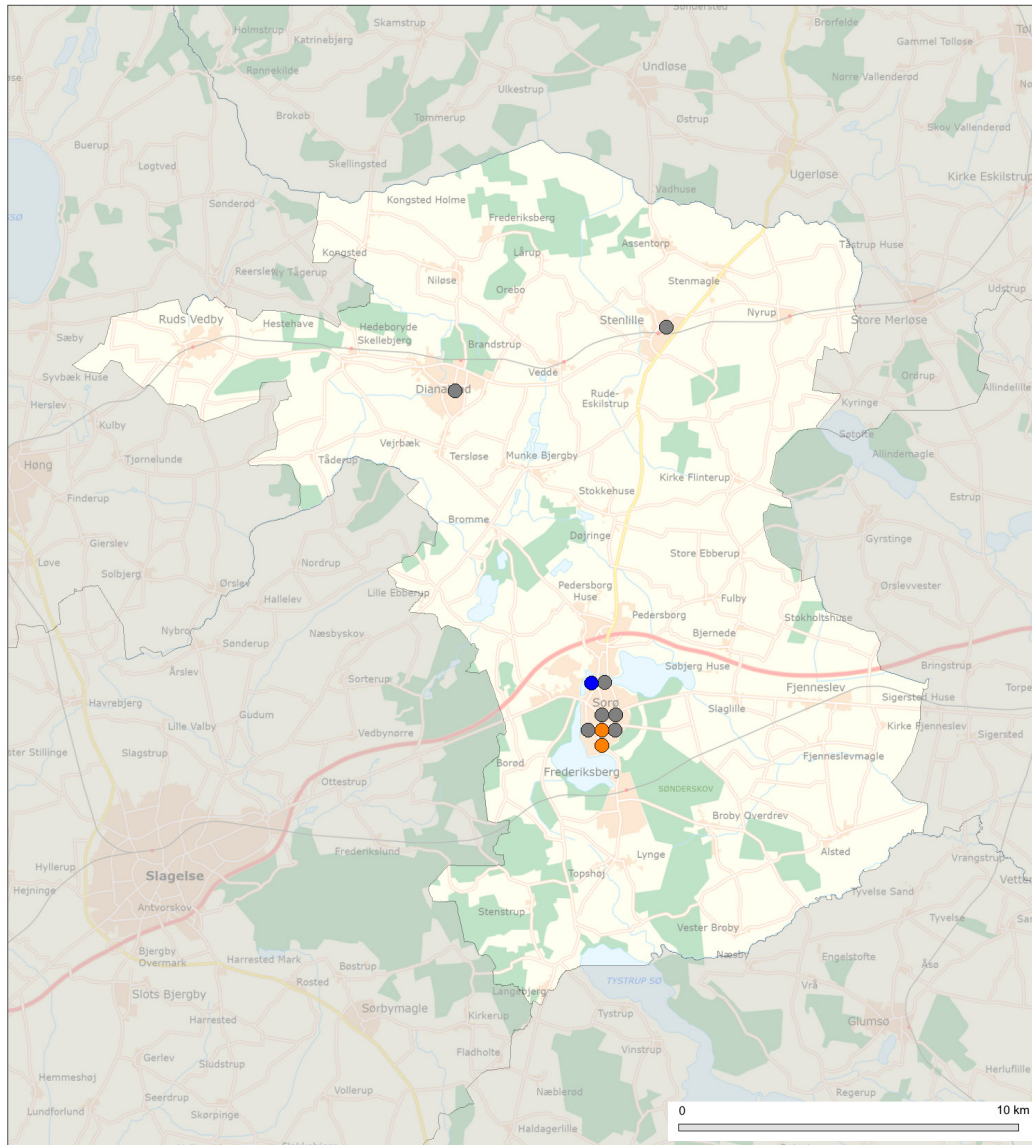 Søndersted
Holmstrup
Skamstrup
Brorfelde
Katrinebjerg
Gammel Tølløse
Rønnekilde
Undløse
Nørre Vallenderød
Ulkestrup
Brokøb
Tommerup
Østrup
Skov Vallenderød
Buerup
Løgtved
Skellingsted
Ugerløse
Kirke Eskilstrup
Vadhuse
Sønderød
Kongsted Holme
Frederiksberg
Assentorp
Tåstrup Huse
Kongsted
Lårup
Reerslev
Ny Tågerup
Niløse
Stenmagle
Udstrup
Orebo
Ruds Vedby
Hestehave
Hedeboryde
Stenlille
Nyrup
Store Merløse
Sæby
Skellebjerg
Brandstrup
Syvbæk Huse
Vedde
Ordrup
Allindelille
Herslev
Rude-
Eskilstrup
Kyringe
Kulby
Vejrbæk
Søtofte
Høng
Tjørnelunde
Tåderup
Tersløse
Munke Bjergby
Allindemagle
Finderup
Stokkehuse
Kirke Flinterup
Estrup
Bromme
Døjringe
Gierslev
Gyrstinge
Løve
Nordrup
Store Ebberup
Solbjerg
Ørslev
Lille Ebberup
Pedersborg
Huse
Ørslevvester
Hallelev
Fulby
Næsbyskov
Pedersborg
Stokholtshuse
Nybro
Sønderup
Bjernede
Årslev
Sorterup
Søbjerg Huse
Bringstrup
Fjenneslev
Havrebjerg
Sorø
Sigersted Huse
Gudum
Slaglille
Lille Valby
Vedbynørre
Kirke Fjenneslev
Sigersted
Slagstrup
Borød
Fjenneslevmagle
Frederiksberg
Ottestrup
SØNDERSKOV
Broby Overdrev
Hyllerup
Frederikslund
Lynge
Alsted
Vrangstrup
Slagelse
Topshøj
Hejninge
Tyvelse Sand
Antvorskov
Stenstrup
Tyvelse
Vester Broby
Bjergby
Overmark
Harrested Mark
Næsby
Engelstofte
Bøstrup
Åsø
Rosted
TYSTRUP SØ
Vrå
Slots Bjergby
Langebjerg
Sørbymagle
Kirkerup
Tystrup
Harrested
Glumsø
Fladholte
Vinstrup
Gerlev
Sludstrup
Hemmeshøj
Herluflille
Vollerup
Næblerød
Regerup
Seerdrup
Lundforlund
Skørpinge
Haldagerlille
0 10 km